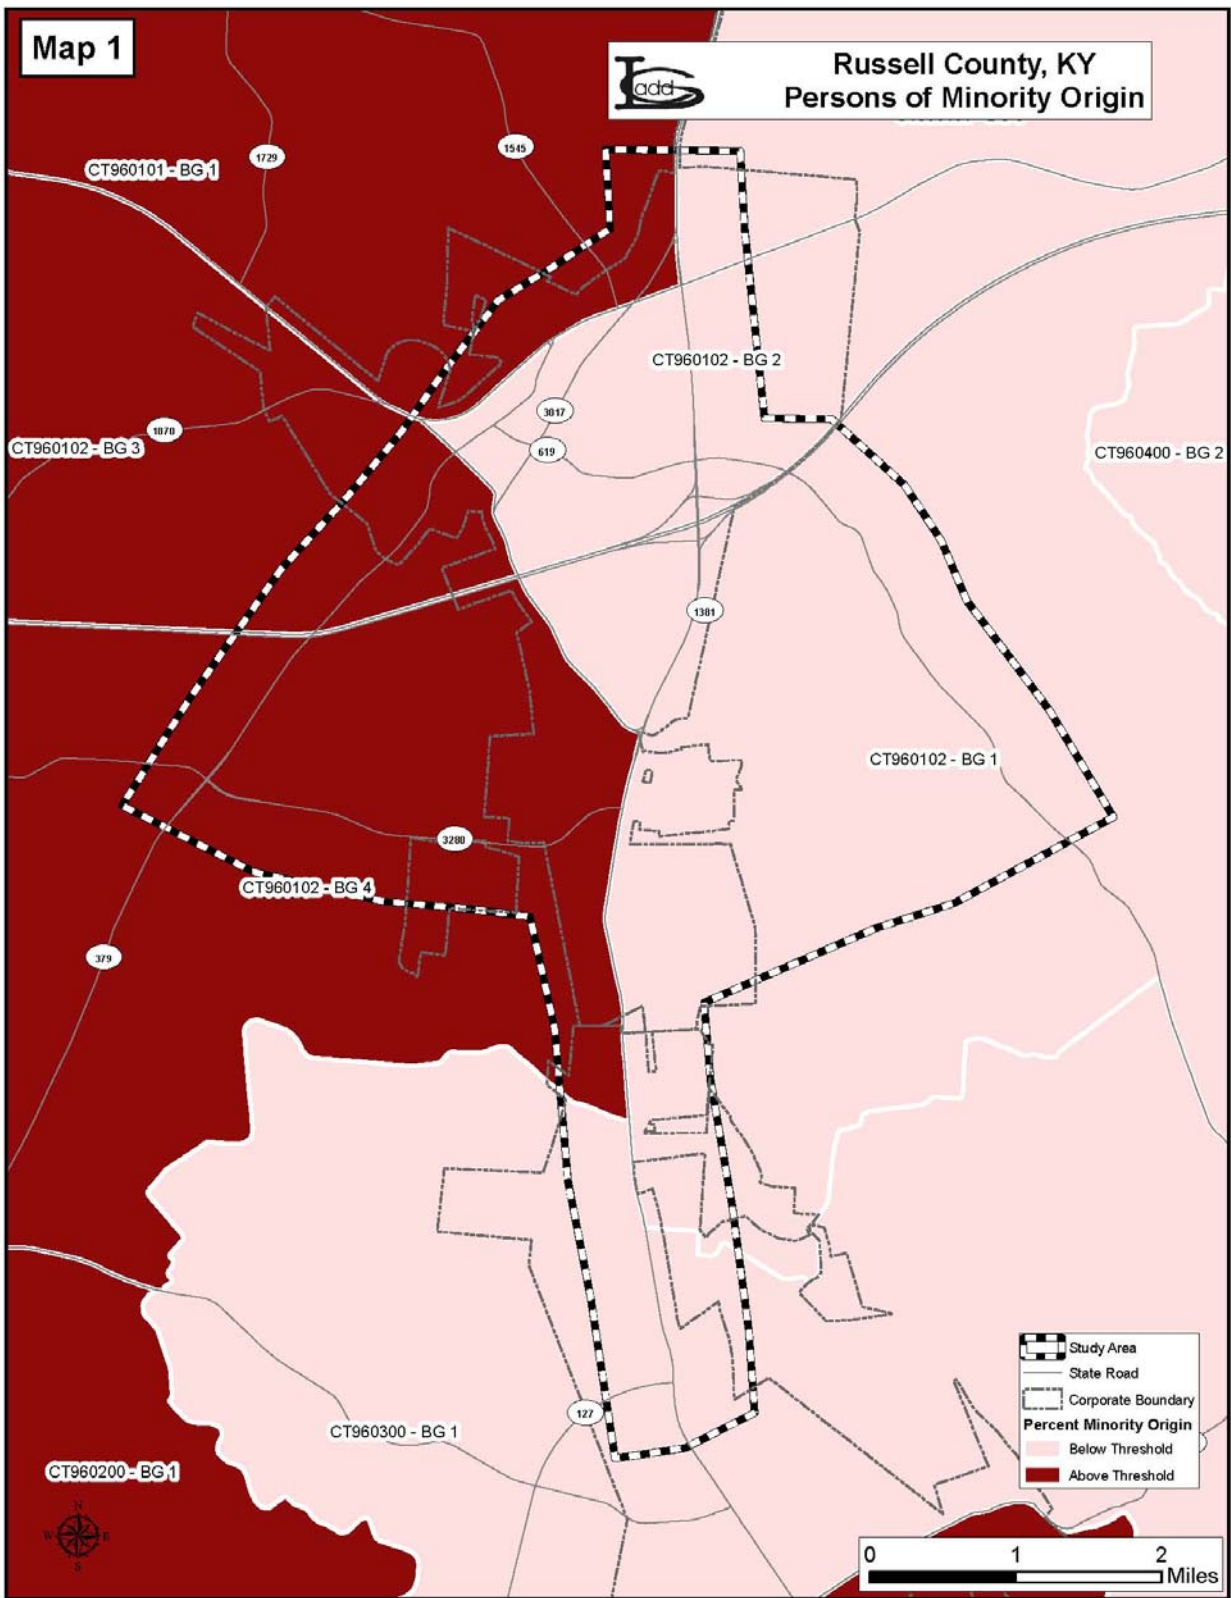 Map 1
L add G
Russell County, KY
Persons of Minority Origin
1729
1545
CT960101 - BG 1
CT960102 - BG 2
3017
1870
CT960102 - BG 3
619
CT960400 - BG 2
1381
CT960102 - BG 1
3280
CT960102 - BG 4
379
127
CT960300 - BG 1
CT960200 - BG 1
N
W
E
S
Study Area
State Road
Corporate Boundary
Percent Minority Origin
Below Threshold
Above Threshold
0 1 2
Miles